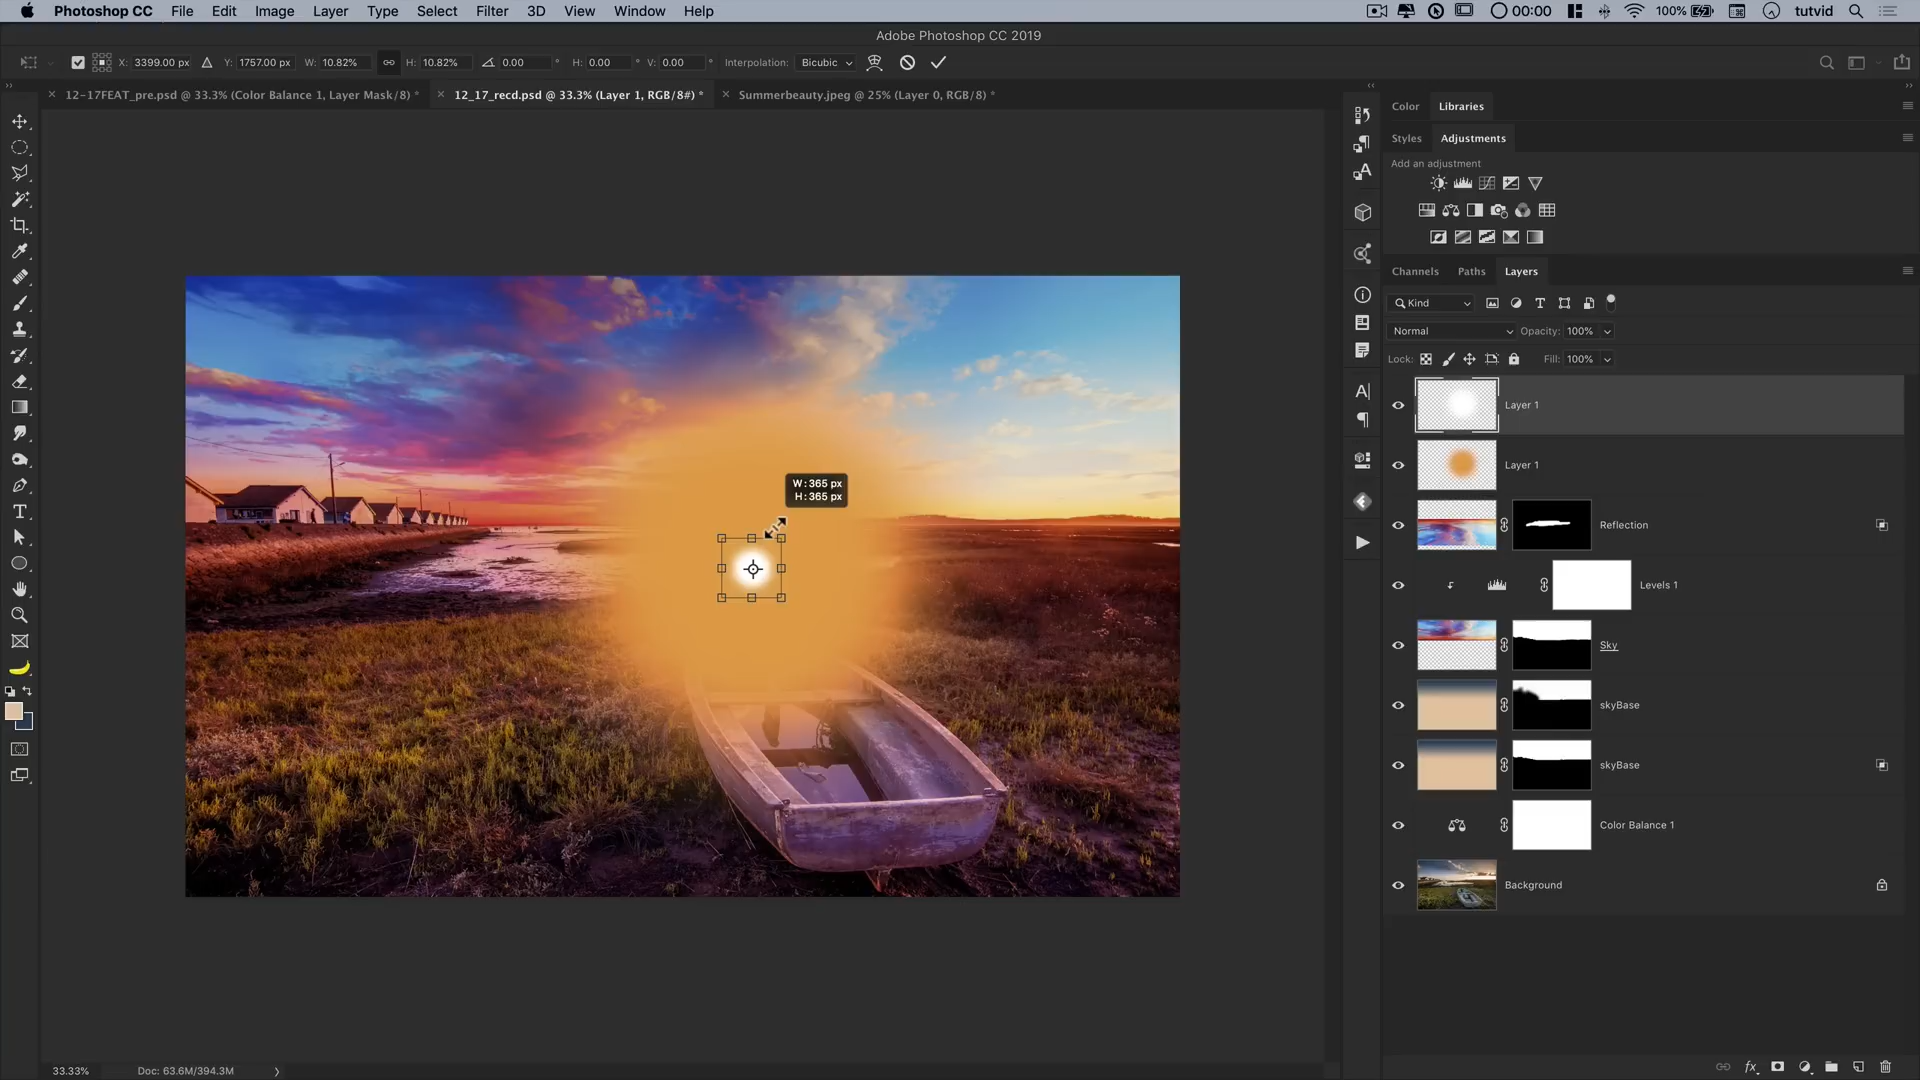 Photoshop CC File Edit Image Layer Type Select Filter 3D View Window Help 00:00 100% tutvid
Adobe Photoshop CC 2019
X: 3399.00 px Y: 1757.00 px W: 10.82% H: 10.82% 0.00 ° H: 0.00 ° V: 0.00 ° Interpolation: Bicubic
12-17FEAT_pre.psd @ 33.3% (Color Balance 1, Layer Mask/8) * 12_17_recd.psd @ 33.3% (Layer 1, RGB/8#) * Summerbeauty.jpeg @ 25% (Layer 0, RGB/8) *
Color Libraries
Styles Adjustments
Add an adjustment
Channels Paths Layers
Kind
Normal Opacity: 100%
Lock: Fill: 100%
Layer 1
Layer 1
W: 365 px
H: 365 px
Reflection
Levels 1
Sky
skyBase
skyBase
Color Balance 1
Background
33.33% Doc: 63.6M/394.3M